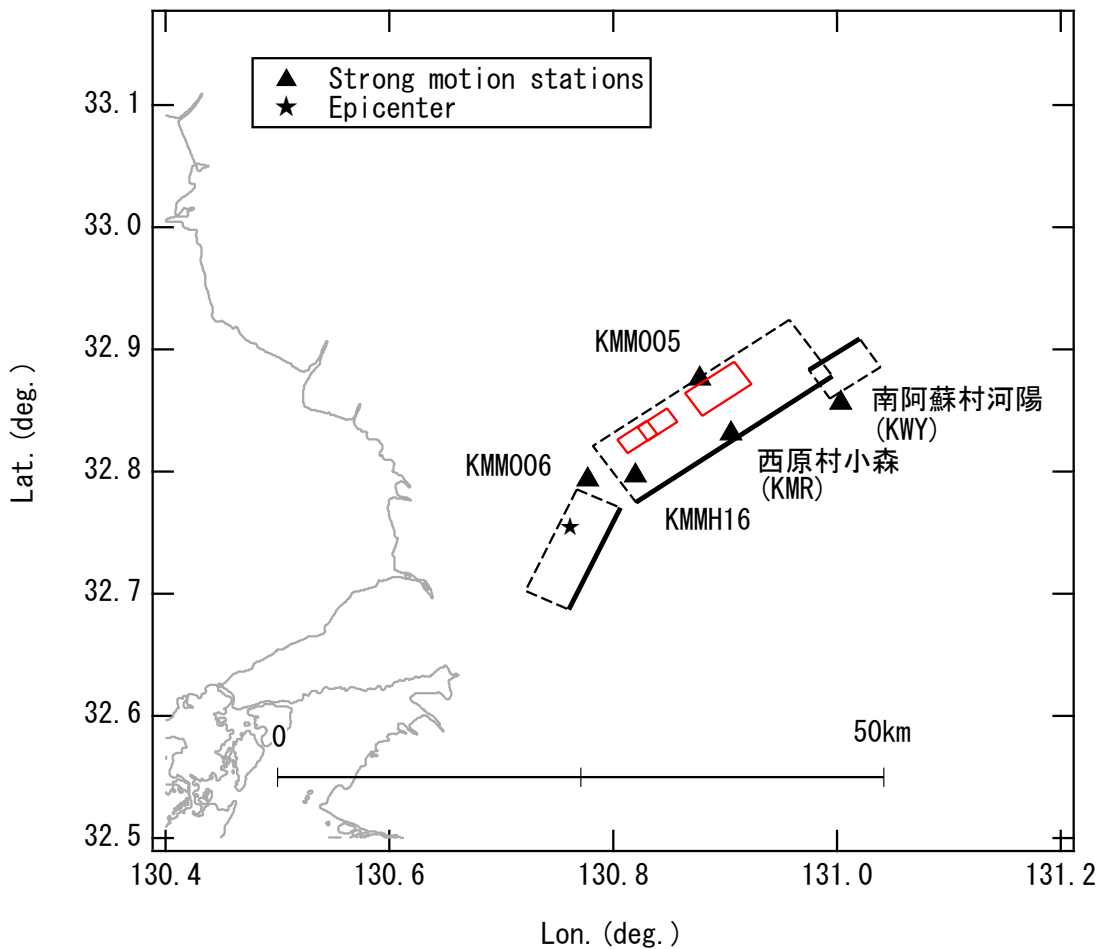 Strong motion stations
Epicenter
33.1
33.0
32.9
32.8
32.7
32.6
32.5
Lat. (deg.)
KMM005
南阿蘇村河陽
(KWY)
KMM006
西原村小森
(KMR)
KMMH16
0
50km
130.4
130.6
130.8
131.0
131.2
Lon. (deg.)